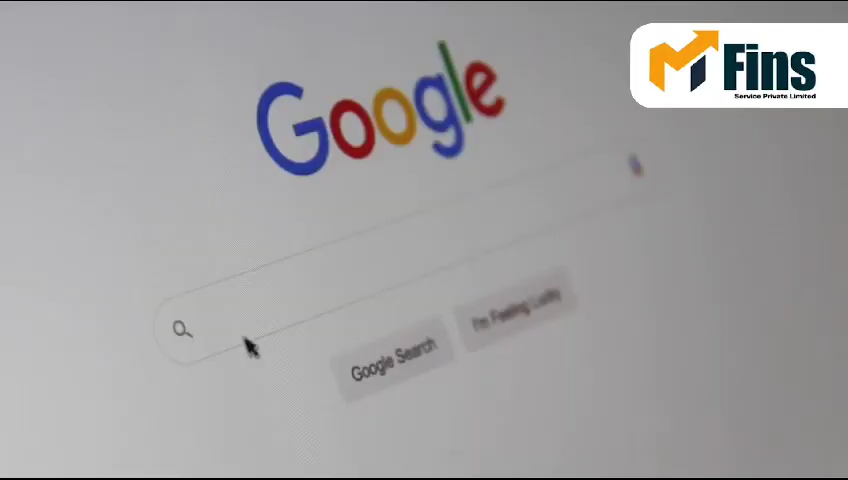 Google
Google Search
I'm Feeling Lucky
Fins
Service Private Limited